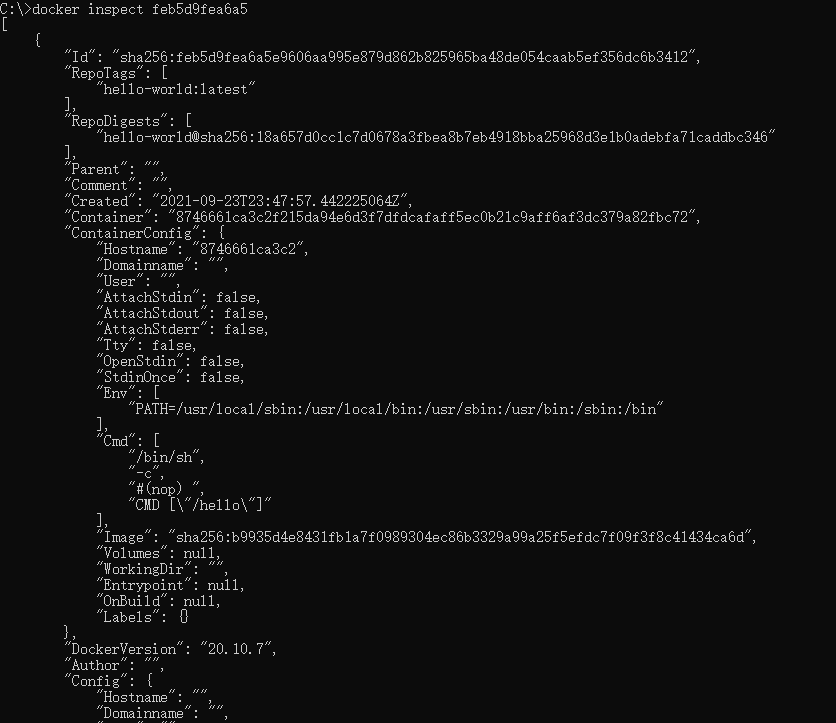 C:\>docker inspect feb5d9fea6a5
[
    {
        "Id": "sha256:feb5d9fea6a5e9606aa995e879d862b825965ba48de054caab5ef356dc6b3412",
        "RepoTags": [
            "hello-world:latest"
        ],
        "RepoDigests": [
            "hello-world@sha256:18a657d0cc1c7d0678a3fbea8b7eb4918bba25968d3e1b0adebfa71caddbc346"
        ],
        "Parent": "",
        "Comment": "",
        "Created": "2021-09-23T23:47:57.442225064Z",
        "Container": "8746661ca3c2f215da94e6d3f7dfdcafaff5ec0b21c9aff6af3dc379a82fbc72",
        "ContainerConfig": {
            "Hostname": "8746661ca3c2",
            "Domainname": "",
            "User": "",
            "AttachStdin": false,
            "AttachStdout": false,
            "AttachStderr": false,
            "Tty": false,
            "OpenStdin": false,
            "StdinOnce": false,
            "Env": [
                "PATH=/usr/local/sbin:/usr/local/bin:/usr/sbin:/usr/bin:/sbin:/bin"
            ],
            "Cmd": [
                "/bin/sh",
                "-c",
                "#(nop) ",
                "CMD [\"/hello\"]"
            ],
            "Image": "sha256:b9935d4e8431fb1a7f0989304ec86b3329a99a25f5efdc7f09f3f8c41434ca6d",
            "Volumes": null,
            "WorkingDir": "",
            "Entrypoint": null,
            "OnBuild": null,
            "Labels": {}
        },
        "DockerVersion": "20.10.7",
        "Author": "",
        "Config": {
            "Hostname": "",
            "Domainname": "",